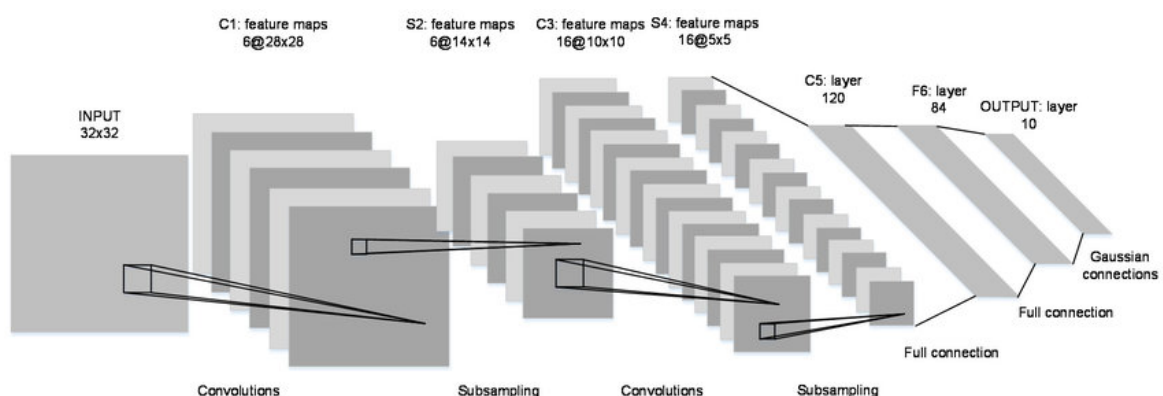 INPUT
32x32
C1: feature maps
6@28x28
S2: feature maps
6@14x14
C3: feature maps
16@10x10
S4: feature maps
16@5x5
C5: layer
120
F6: layer
84
OUTPUT: layer
10
Convolutions
Subsampling
Convolutions
Subsampling
Full connection
Full connection
Gaussian
connections